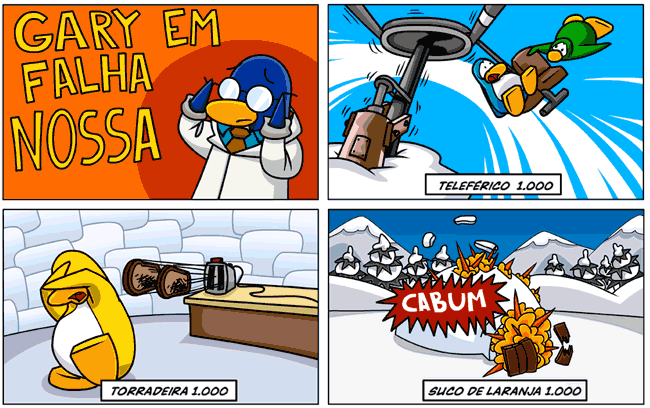 GARY EM
FALHA
NOSSA
TELEFÉRICO 1.000
TORRADEIRA 1.000
CABUM
SUCO DE LARANJA 1.000